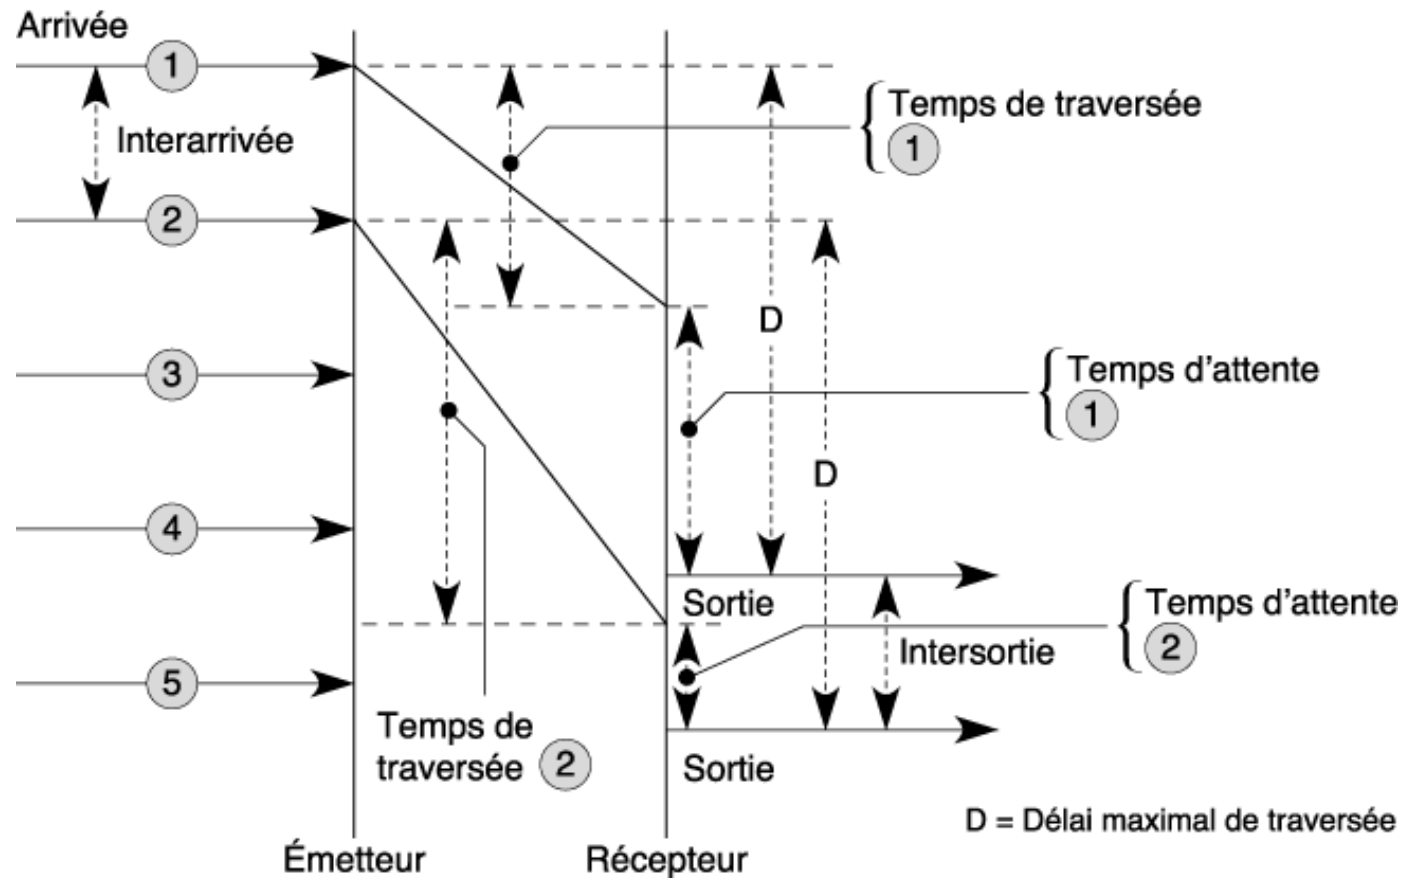 Arrivée
1
Temps de traversée
1
Interarrivée
2
D
3
Temps d'attente
1
D
4
Sortie
Temps d'attente
2
Intersortie
5
Temps de
traversée 2
Sortie
D = Délai maximal de traversée
Émetteur
Récepteur